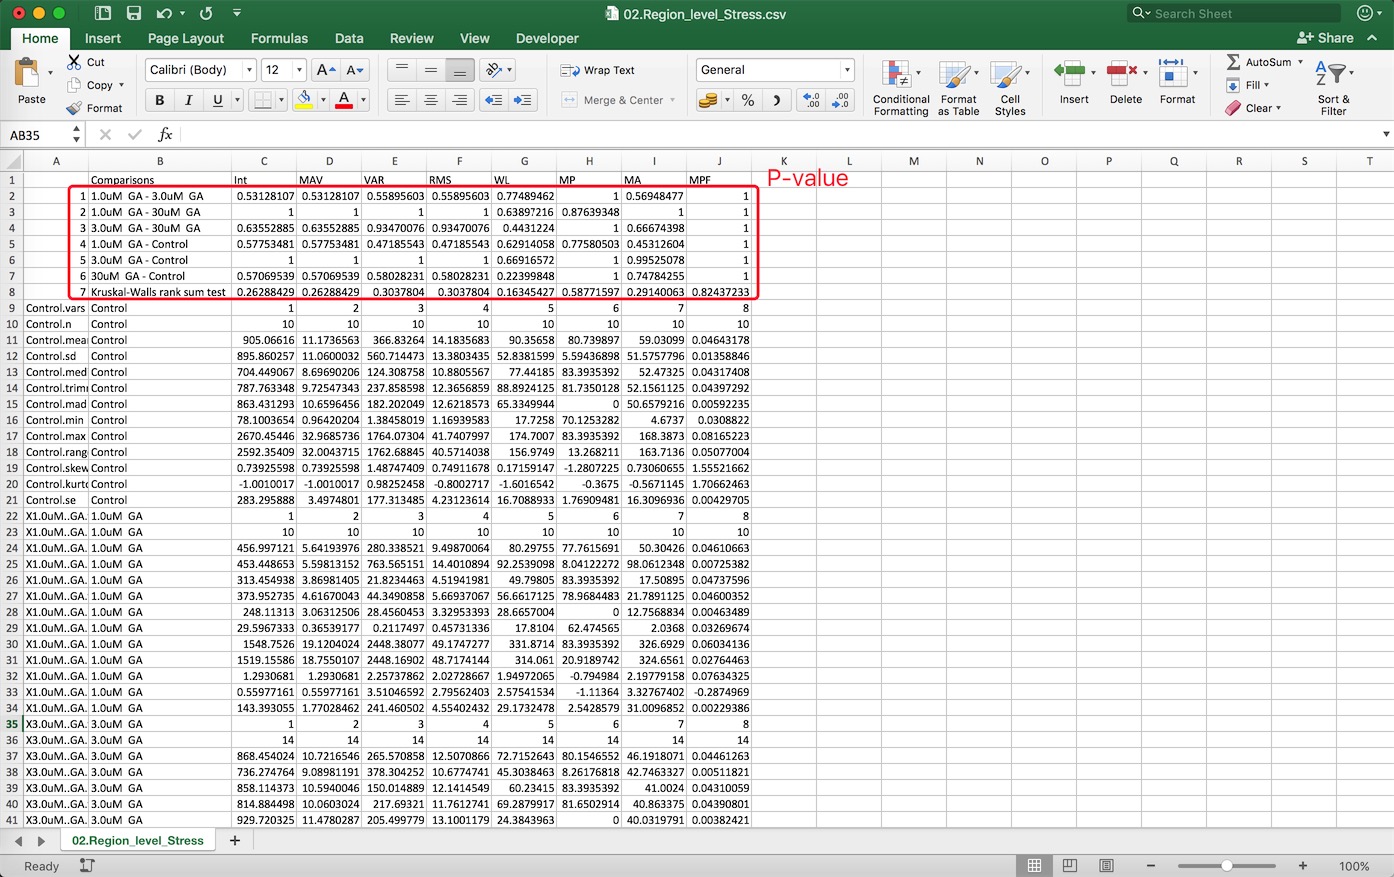 02.Region_level_Stress.csv
Search Sheet
Home Insert Page Layout Formulas Data Review View Developer
Share
Paste
Cut
Copy
Format
Calibri (Body) 12
B I U A
Wrap Text
Merge & Center
General
Conditional Formatting
Format as Table
Cell Styles
Insert Delete Format
AutoSum
Fill
Clear
Sort & Filter
AB35 fx
A B C D E F G H I J K L M N O P Q R S T
1 Comparisons Int MAV VAR RMS WL MP MA MPF
P-value
2 1 1.0uM GA - 3.0uM GA 0.53128107 0.53128107 0.55895603 0.55895603 0.77489462 1 0.56948477 1
3 2 1.0uM GA - 30uM GA 1 1 1 1 0.63897216 0.87639348 1 1
4 3 3.0uM GA - 30uM GA 0.63552885 0.63552885 0.93470076 0.93470076 0.4431224 1 0.66674398 1
5 4 1.0uM GA - Control 0.57753481 0.57753481 0.47185543 0.47185543 0.62914058 0.77580503 0.45312604 1
6 5 3.0uM GA - Control 1 1 1 1 0.66916572 1 0.99525078 1
7 6 30uM GA - Control 0.57069539 0.57069539 0.58028231 0.58028231 0.22399848 1 0.74784255 1
8 7 Kruskal-Walls rank sum test 0.26288429 0.26288429 0.3037804 0.3037804 0.16345427 0.58771597 0.29140063 0.82437233
9 Control.vars Control 1 2 3 4 5 6 7 8
10 Control.n Control 10 10 10 10 10 10 10 10
11 Control.mea Control 905.06616 11.1736563 366.83264 14.1835683 90.35658 80.739897 59.03099 0.04643178
12 Control.sd Control 895.860257 11.0600032 560.714473 13.3803435 52.8381599 5.59436898 51.5757796 0.01358846
13 Control.med Control 704.449067 8.69690206 124.308758 10.8805567 77.44185 83.3935392 52.47325 0.04317408
14 Control.trim Control 787.763348 9.72547343 237.858598 12.3656859 88.8924125 81.7350128 52.1561125 0.04397292
15 Control.mad Control 863.431293 10.6596456 182.202049 12.6218573 65.3349944 0 50.6579216 0.00592235
16 Control.min Control 78.1003654 0.96420204 1.38458019 1.16939583 17.7258 70.1253282 4.6737 0.0308822
17 Control.max Control 2670.45446 32.9685736 1764.07304 41.7407997 174.7007 83.3935392 168.3873 0.08165223
18 Control.rang Control 2592.35409 32.0043715 1762.68845 40.5714038 156.9749 13.268211 163.7136 0.05077004
19 Control.skew Control 0.73925598 0.73925598 1.48747409 0.74911678 0.17159147 -1.2807225 0.73060655 1.55521662
20 Control.kurto Control -1.0010017 -1.0010017 0.98252458 -0.8002717 -1.6016542 -0.3675 -0.5671145 1.70662463
21 Control.se Control 283.295888 3.4974801 177.313485 4.23123614 16.7088933 1.76909481 16.3096936 0.00429705
22 X1.0uM..GA. 1.0uM GA 1 2 3 4 5 6 7 8
23 X1.0uM..GA. 1.0uM GA 10 10 10 10 10 10 10 10
24 X1.0uM..GA. 1.0uM GA 456.997121 5.64193976 280.338521 9.49870064 80.29755 77.7615691 50.30426 0.04610663
25 X1.0uM..GA. 1.0uM GA 453.448653 5.59813152 763.565151 14.4010894 92.2539098 8.04122272 98.0612348 0.00725382
26 X1.0uM..GA. 1.0uM GA 313.454938 3.86981405 21.8234463 4.51941981 49.79805 83.3935392 17.50895 0.04737596
27 X1.0uM..GA. 1.0uM GA 373.952735 4.61670043 44.3490858 5.66937067 56.6617125 78.9684483 21.7891125 0.04600352
28 X1.0uM..GA. 1.0uM GA 248.11313 3.06312506 28.4560453 3.32953393 28.6657004 0 12.7568834 0.00463489
29 X1.0uM..GA. 1.0uM GA 29.5967333 0.36539177 0.2117497 0.45731336 17.8104 62.474565 2.0368 0.03269674
30 X1.0uM..GA. 1.0uM GA 1548.7526 19.1204024 2448.38077 49.1747277 331.8714 83.3935392 326.6929 0.06034136
31 X1.0uM..GA. 1.0uM GA 1519.15586 18.7550107 2448.16902 48.7174144 314.061 20.9189742 324.6561 0.02764463
32 X1.0uM..GA. 1.0uM GA 1.2930681 1.2930681 2.25737862 2.02728667 1.94972065 -0.794984 2.19779158 0.07634325
33 X1.0uM..GA. 1.0uM GA 0.55977161 0.55977161 3.51046592 2.79562403 2.57541534 -1.11364 3.32767402 -0.2874969
34 X1.0uM..GA. 1.0uM GA 143.393055 1.77028462 241.460502 4.55402432 29.1732478 2.5428579 31.0096852 0.00229386
35 X3.0uM..GA. 3.0uM GA 1 2 3 4 5 6 7 8
36 X3.0uM..GA. 3.0uM GA 14 14 14 14 14 14 14 14
37 X3.0uM..GA. 3.0uM GA 868.454024 10.7216546 265.570858 12.5070866 72.7152643 80.1546552 46.1918071 0.04461263
38 X3.0uM..GA. 3.0uM GA 736.274764 9.08981191 378.304252 10.6774741 45.3038463 8.26176818 42.7463327 0.00511821
39 X3.0uM..GA. 3.0uM GA 858.114373 10.5940046 150.014889 12.1414549 60.23415 83.3935392 41.0024 0.04310059
40 X3.0uM..GA. 3.0uM GA 814.884498 10.0603024 217.69321 11.7612741 69.2879917 81.6502914 40.863375 0.04390801
41 X3.0uM..GA. 3.0uM GA 929.720325 11.4780287 205.499779 13.1001179 24.3843963 0 40.0319791 0.00382421
02.Region_level_Stress
Ready
100%